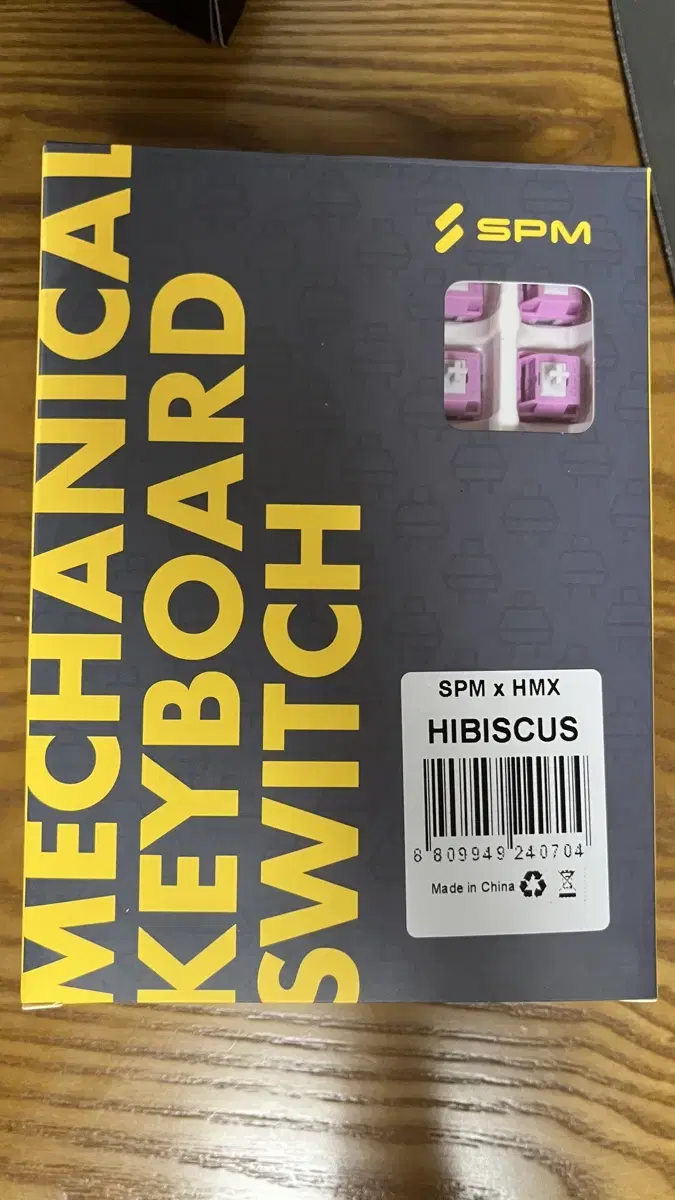 MECHANICAL
KEYBOARD
SWITCH
SPM
SPM x HMX
HIBISCUS
8 809949 240704
Made in China